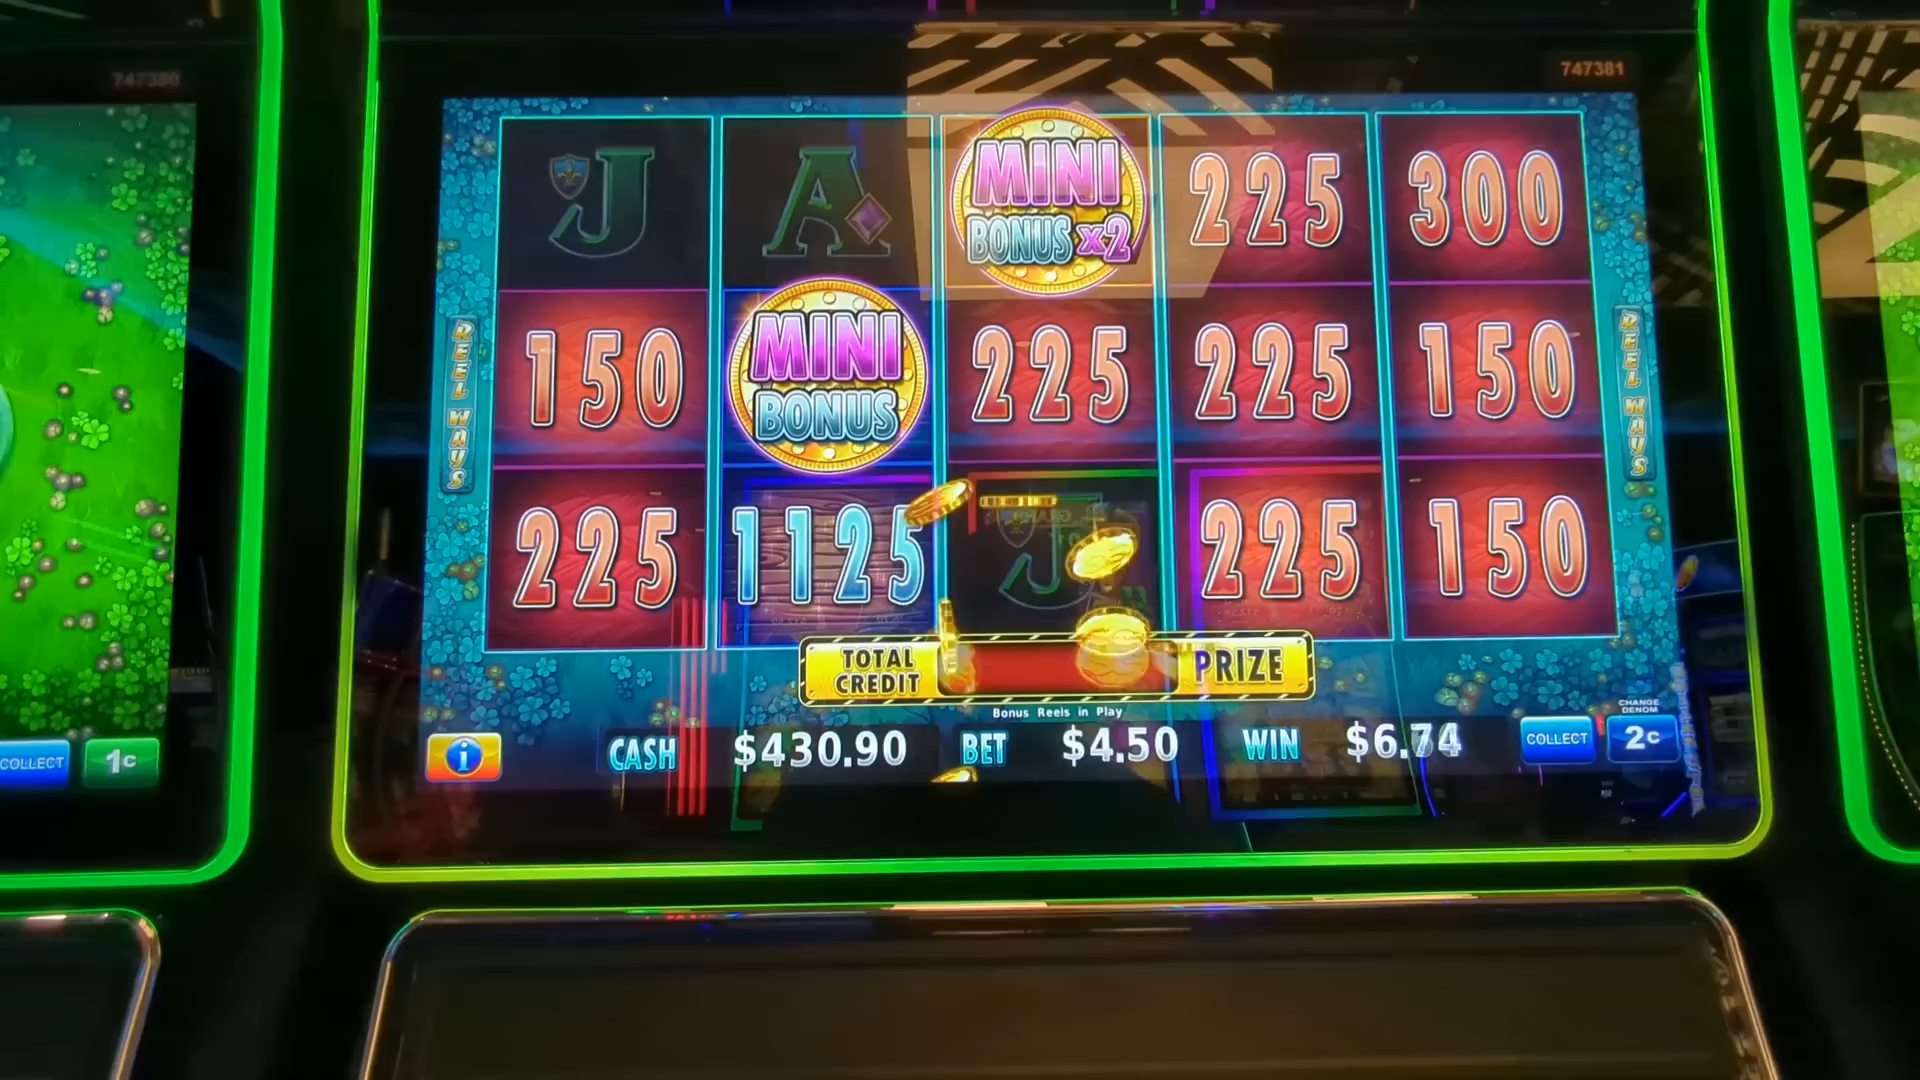 747380
747381
J
A
MINI
BONUS x2
225
300
150
MINI
BONUS
225
225
150
225
1125
J
225
150
REEL WAYS
REEL WAYS
TOTAL
CREDIT
PRIZE
Bonus Reels in Play
CASH $430.90 BET $4.50 WIN $6.74
COLLECT
CHANGE
DENOM
2c
COLLECT
1c
i